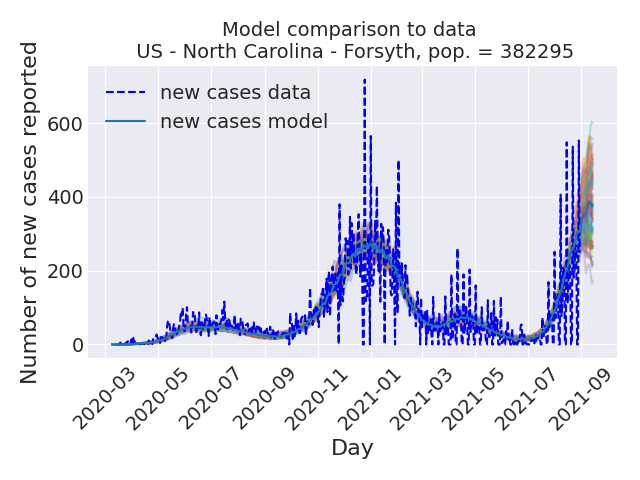 Model comparison to data
US - North Carolina - Forsyth, pop. = 382295
new cases data
new cases model
Number of new cases reported
600
400
200
0
2020-03
2020-05
2020-07
2020-09
2020-11
2021-01
2021-03
2021-05
2021-07
2021-09
Day